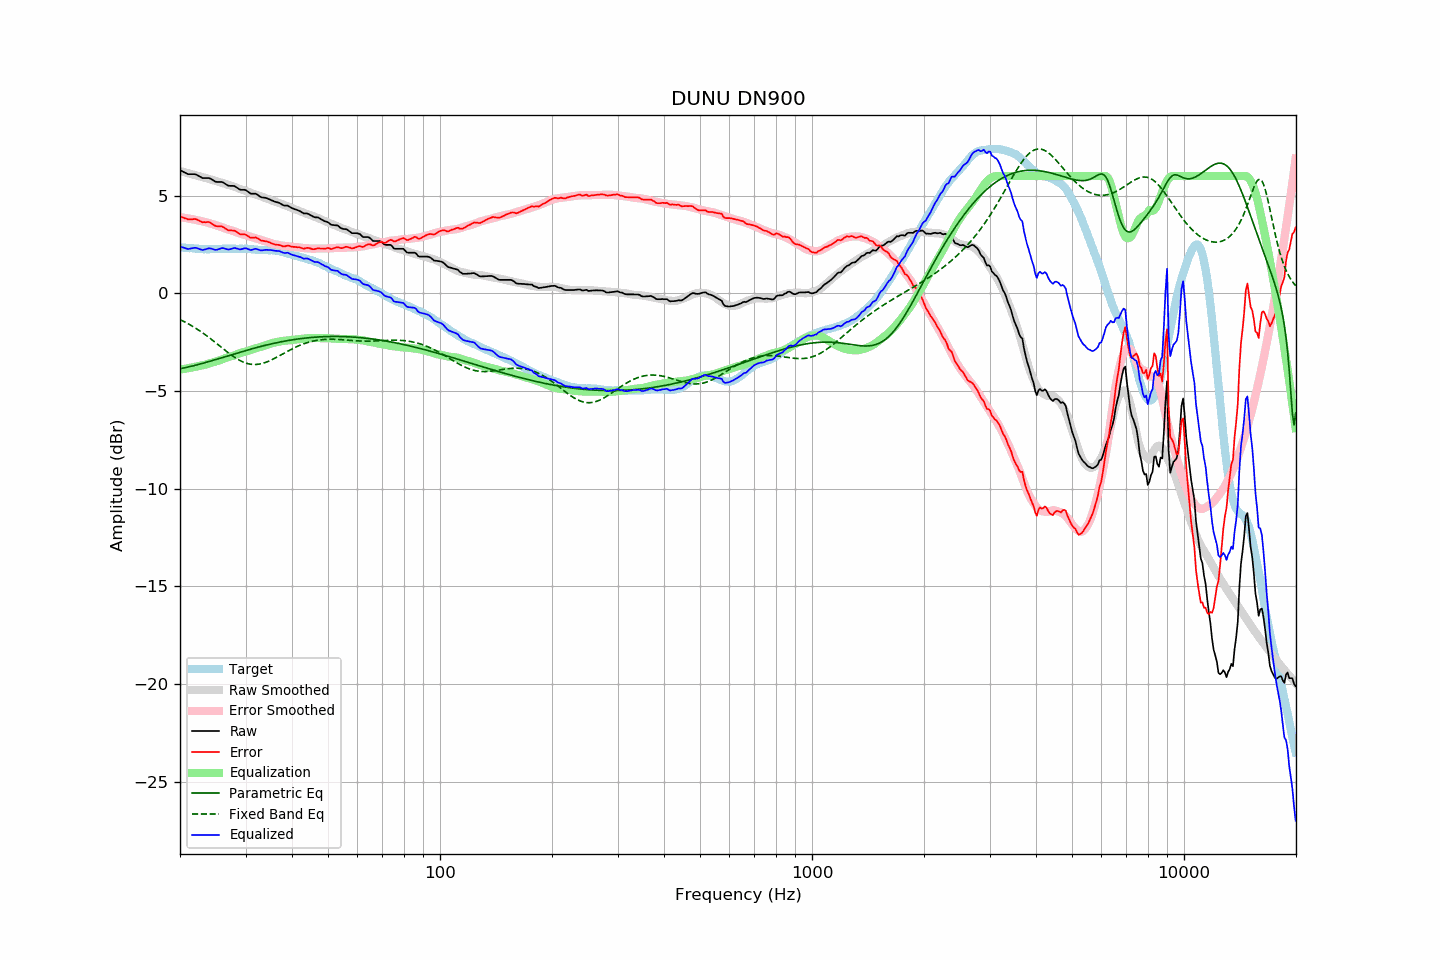 DUNU DN900
Amplitude (dBr)
5
0
−5
−10
−15
−20
−25
Target
Raw Smoothed
Error Smoothed
Raw
Error
Equalization
Parametric Eq
Fixed Band Eq
Equalized
100 1000 10000
Frequency (Hz)